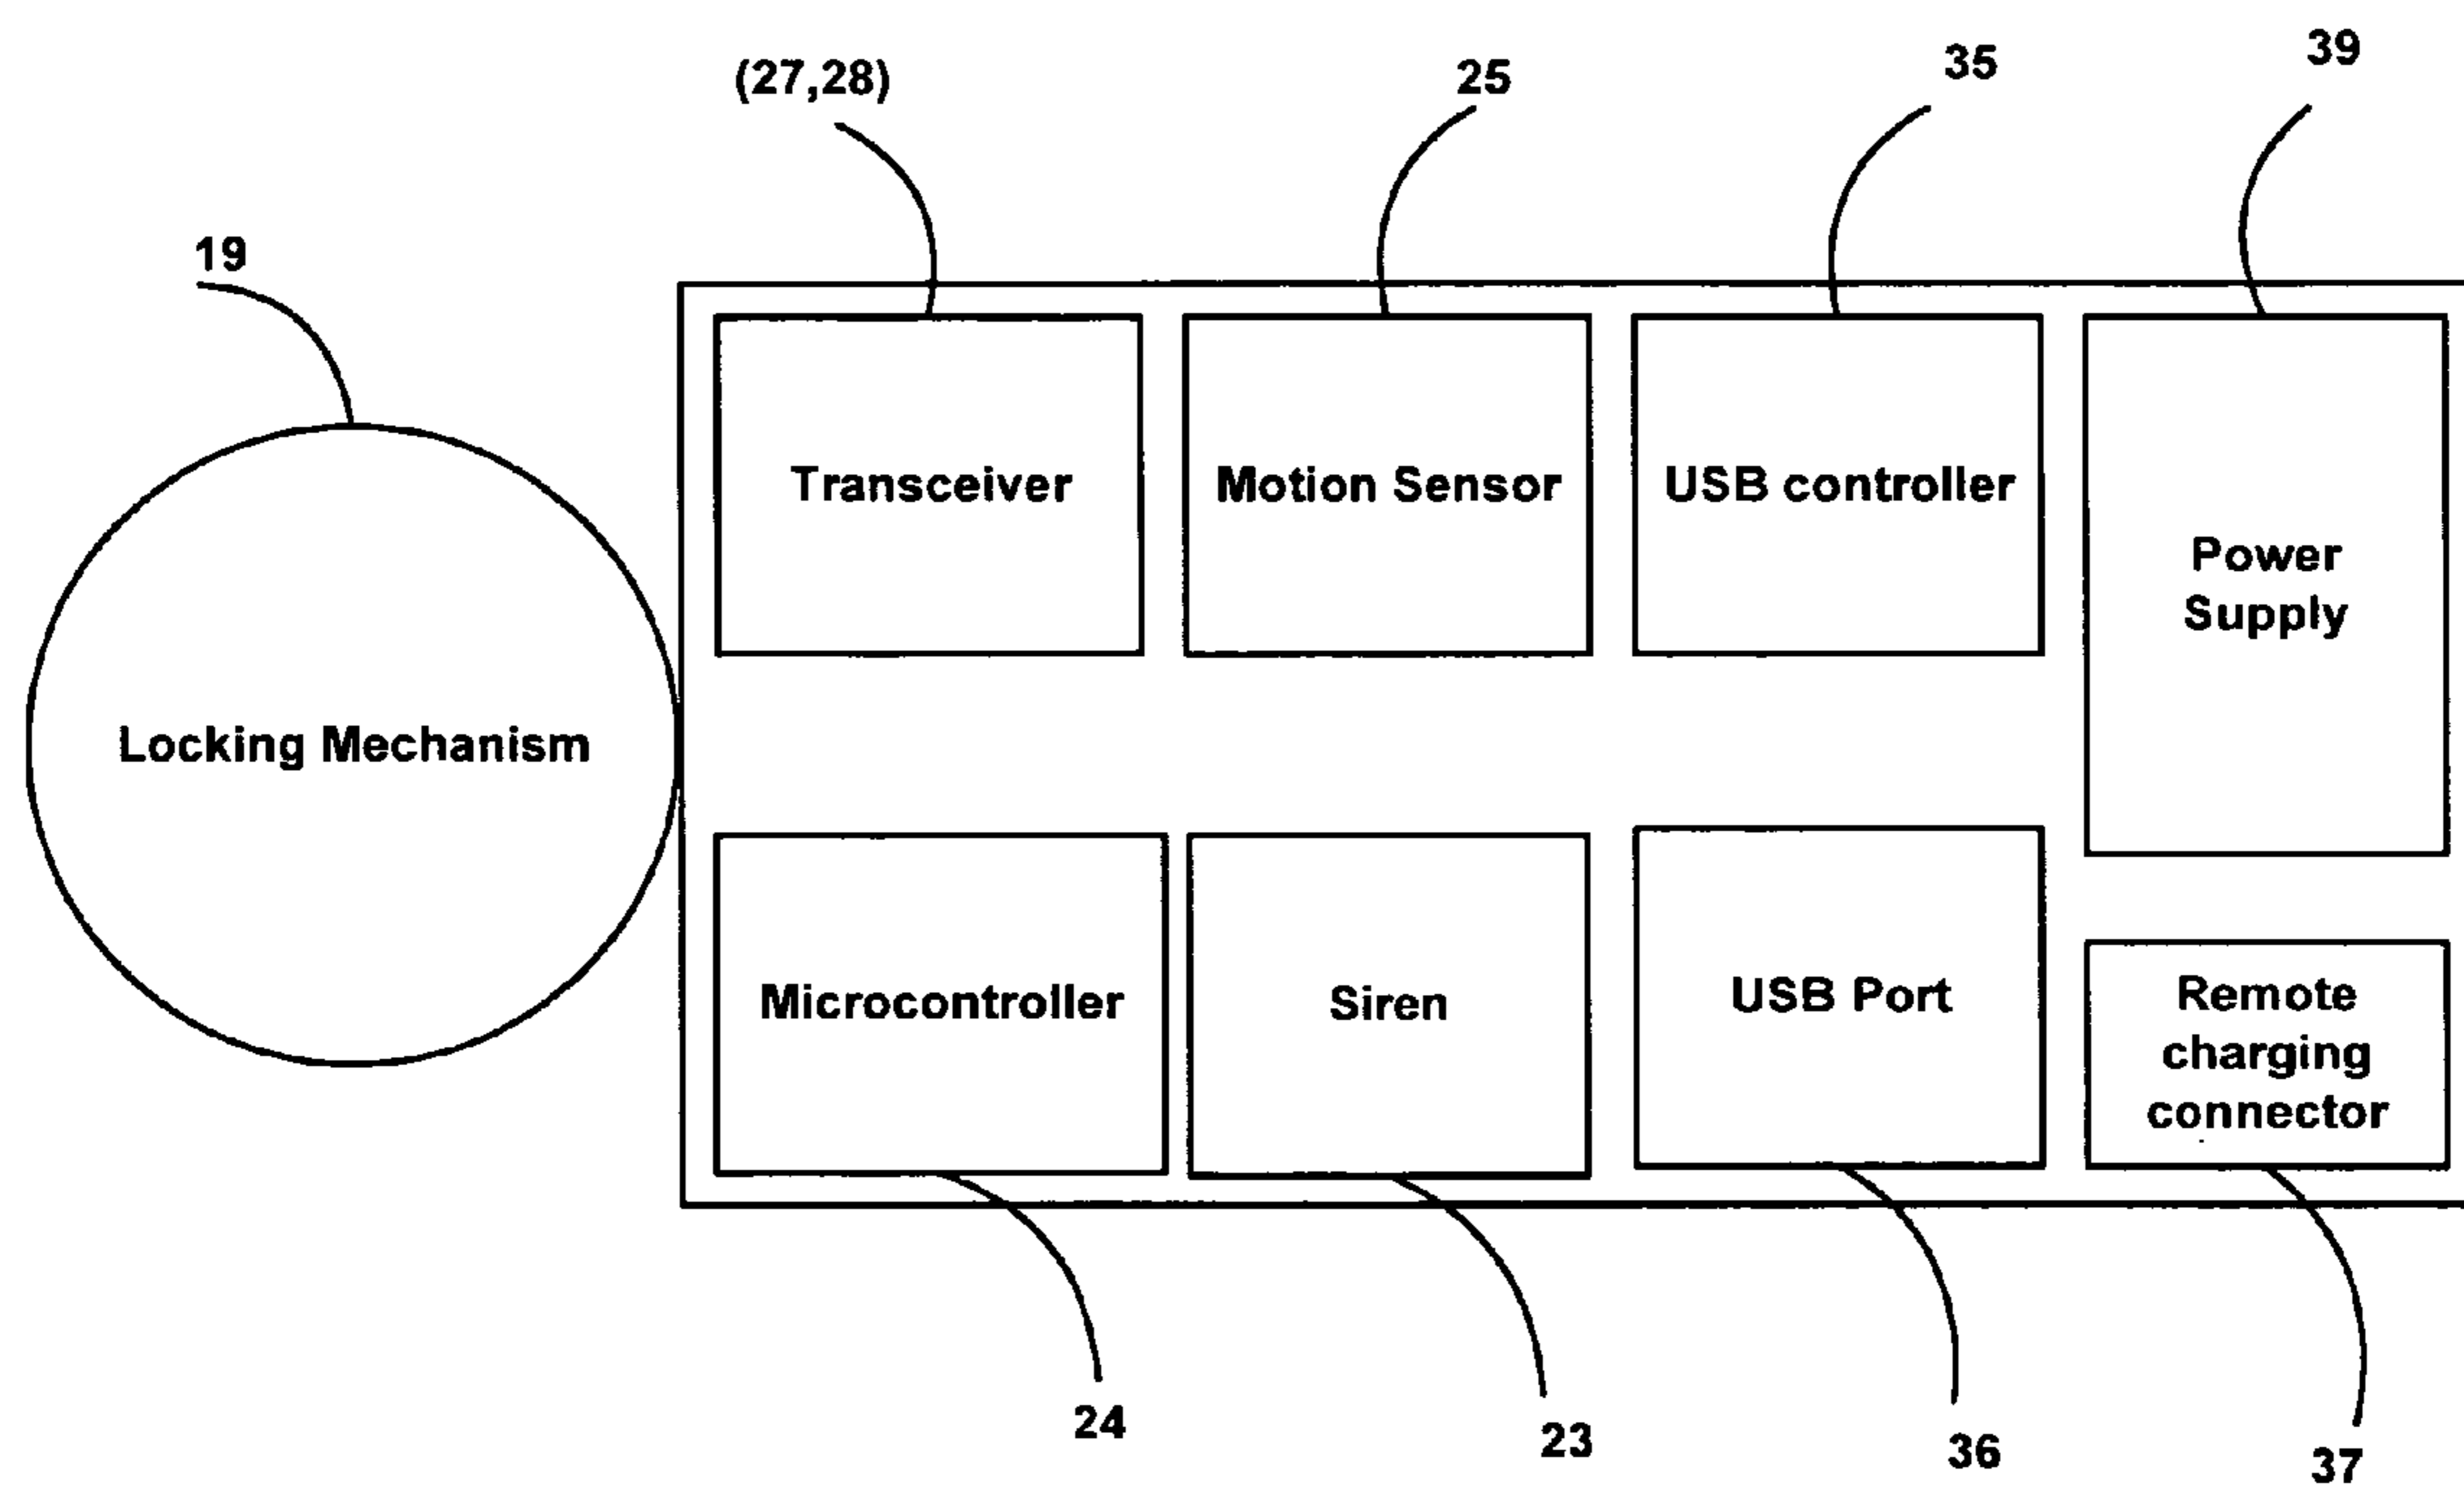 39
35
(27,28)
25
19
Transceiver
Motion Sensor
USB controller
Power
Supply
Locking Mechanism
Microcontroller
Siren
USB Port
Remote
charging
connector
24
23
36
37